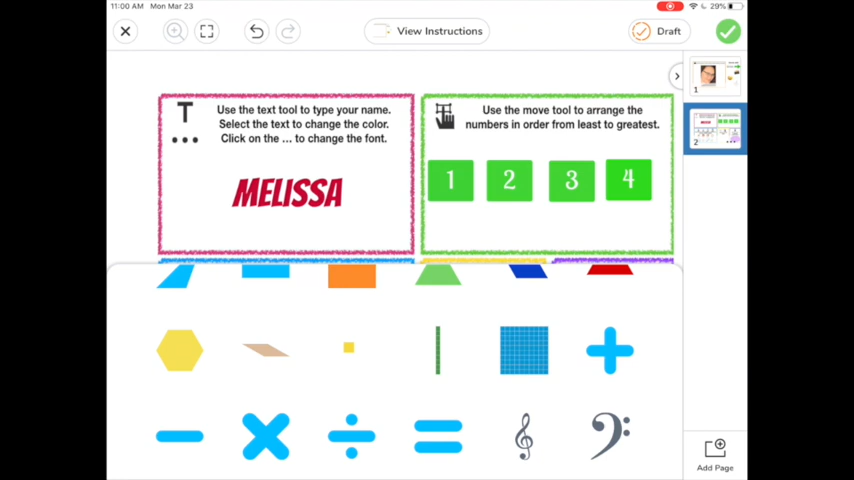 11:00 AM Mon Mar 23
29%
View Instructions
Draft
T
Use the text tool to type your name.
Select the text to change the color.
Click on the ... to change the font.
MELISSA
Use the move tool to arrange the
numbers in order from least to greatest.
1 2 3 4
1
2
Add Page